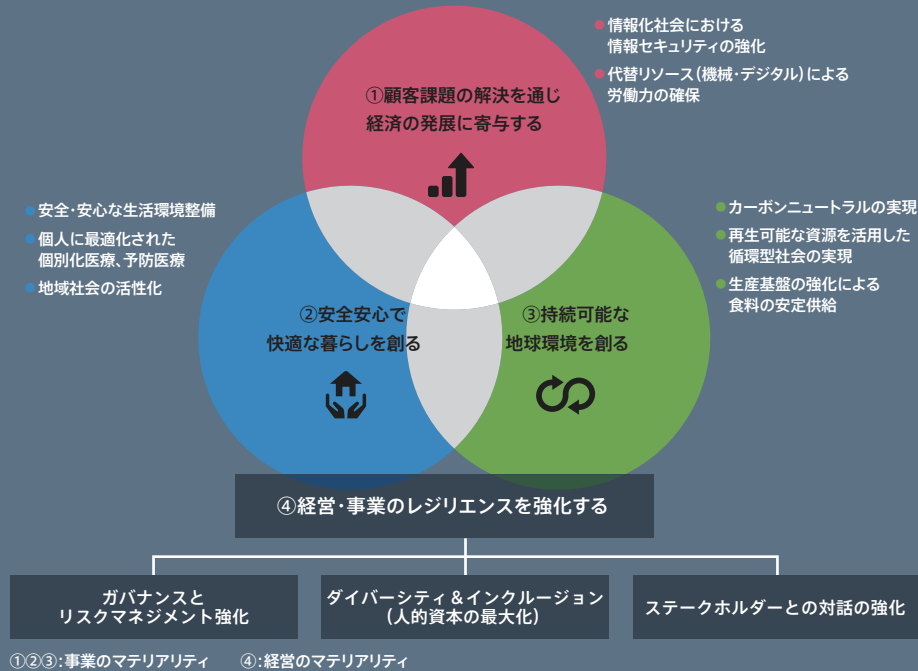 ①顧客課題の解決を通じ
経済の発展に寄与する
●情報化社会における
情報セキュリティの強化
●代替リソース(機械・デジタル)による
労働力の確保
●安全・安心な生活環境整備
●個人に最適化された
個別化医療、予防医療
●地域社会の活性化
②安全安心で
快適な暮らしを創る
③持続可能な
地球環境を創る
●カーボンニュートラルの実現
●再生可能な資源を活用した
循環型社会の実現
●生産基盤の強化による
食料の安定供給
④経営・事業のレジリエンスを強化する
ガバナンスと
リスクマネジメント強化
ダイバーシティ&インクルージョン
(人的資本の最大化)
ステークホルダーとの対話の強化
①②③:事業のマテリアリティ ④:経営のマテリアリティ